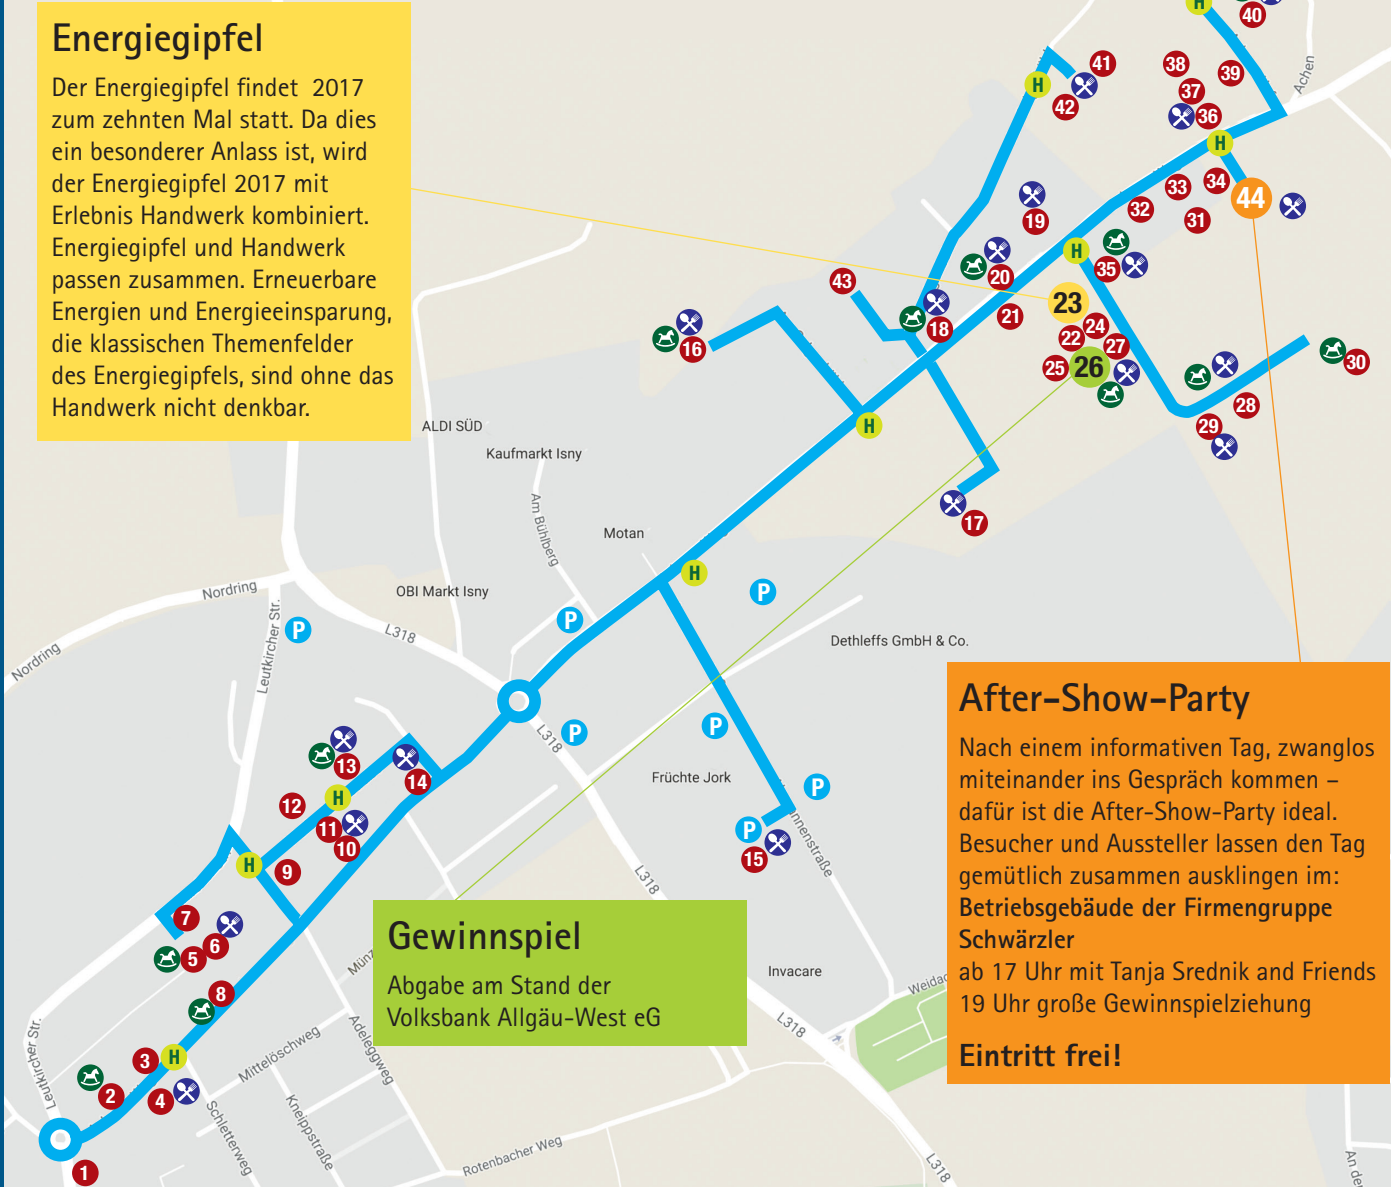 Energiegipfel
Der Energiegipfel findet 2017
zum zehnten Mal statt. Da dies
ein besonderer Anlass ist, wird
der Energiegipfel 2017 mit
Erlebnis Handwerk kombiniert.
Energiegipfel und Handwerk
passen zusammen. Erneuerbare
Energien und Energieeinsparung,
die klassischen Themenfelder
des Energiegipfels, sind ohne das
Handwerk nicht denkbar.
H
40
41
38
39
H
42
37
36
Achen
H
34
33
44
32
31
19
H
35
20
43
23
21
18
24
22
27
16
25
26
30
28
29
H
ALDI SÜD
Kaufmarkt Isny
Am Bühlberg
17
Motan
H
Nordring
OBI Markt Isny
P
P
P
L318
Leutkircher Str.
Nordring
Dethleffs GmbH & Co.
P
P
L318
13
14
Früchte Jork
P
H
12
11
10
P
15
nnenstraße
H
9
L318
7
6
5
8
Gewinnspiel
Abgabe am Stand der
Volksbank Allgäu-West eG
Invacare
Weidac
L318
After-Show-Party
Nach einem informativen Tag, zwanglos
miteinander ins Gespräch kommen –
dafür ist die After-Show-Party ideal.
Besucher und Aussteller lassen den Tag
gemütlich zusammen ausklingen im:
Betriebsgebäude der Firmengruppe
Schwärzler
ab 17 Uhr mit Tanja Srednik and Friends
19 Uhr große Gewinnspielziehung
Eintritt frei!
Münz
Adeleggweg
Leutkircher Str.
Mittelöschweg
3
H
2
4
Schletterweg
Kneippstraße
1
Rotenbacher Weg
L318
An de